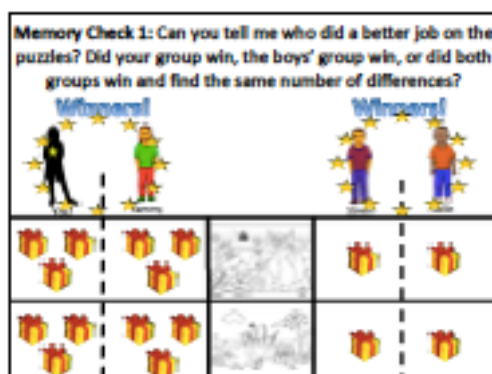 Memory Check 1: Can you tell me who did a better job on the
puzzles? Did your group win, the boys' group win, or did both
groups win and find the same number of differences?
Winners!
Winners!